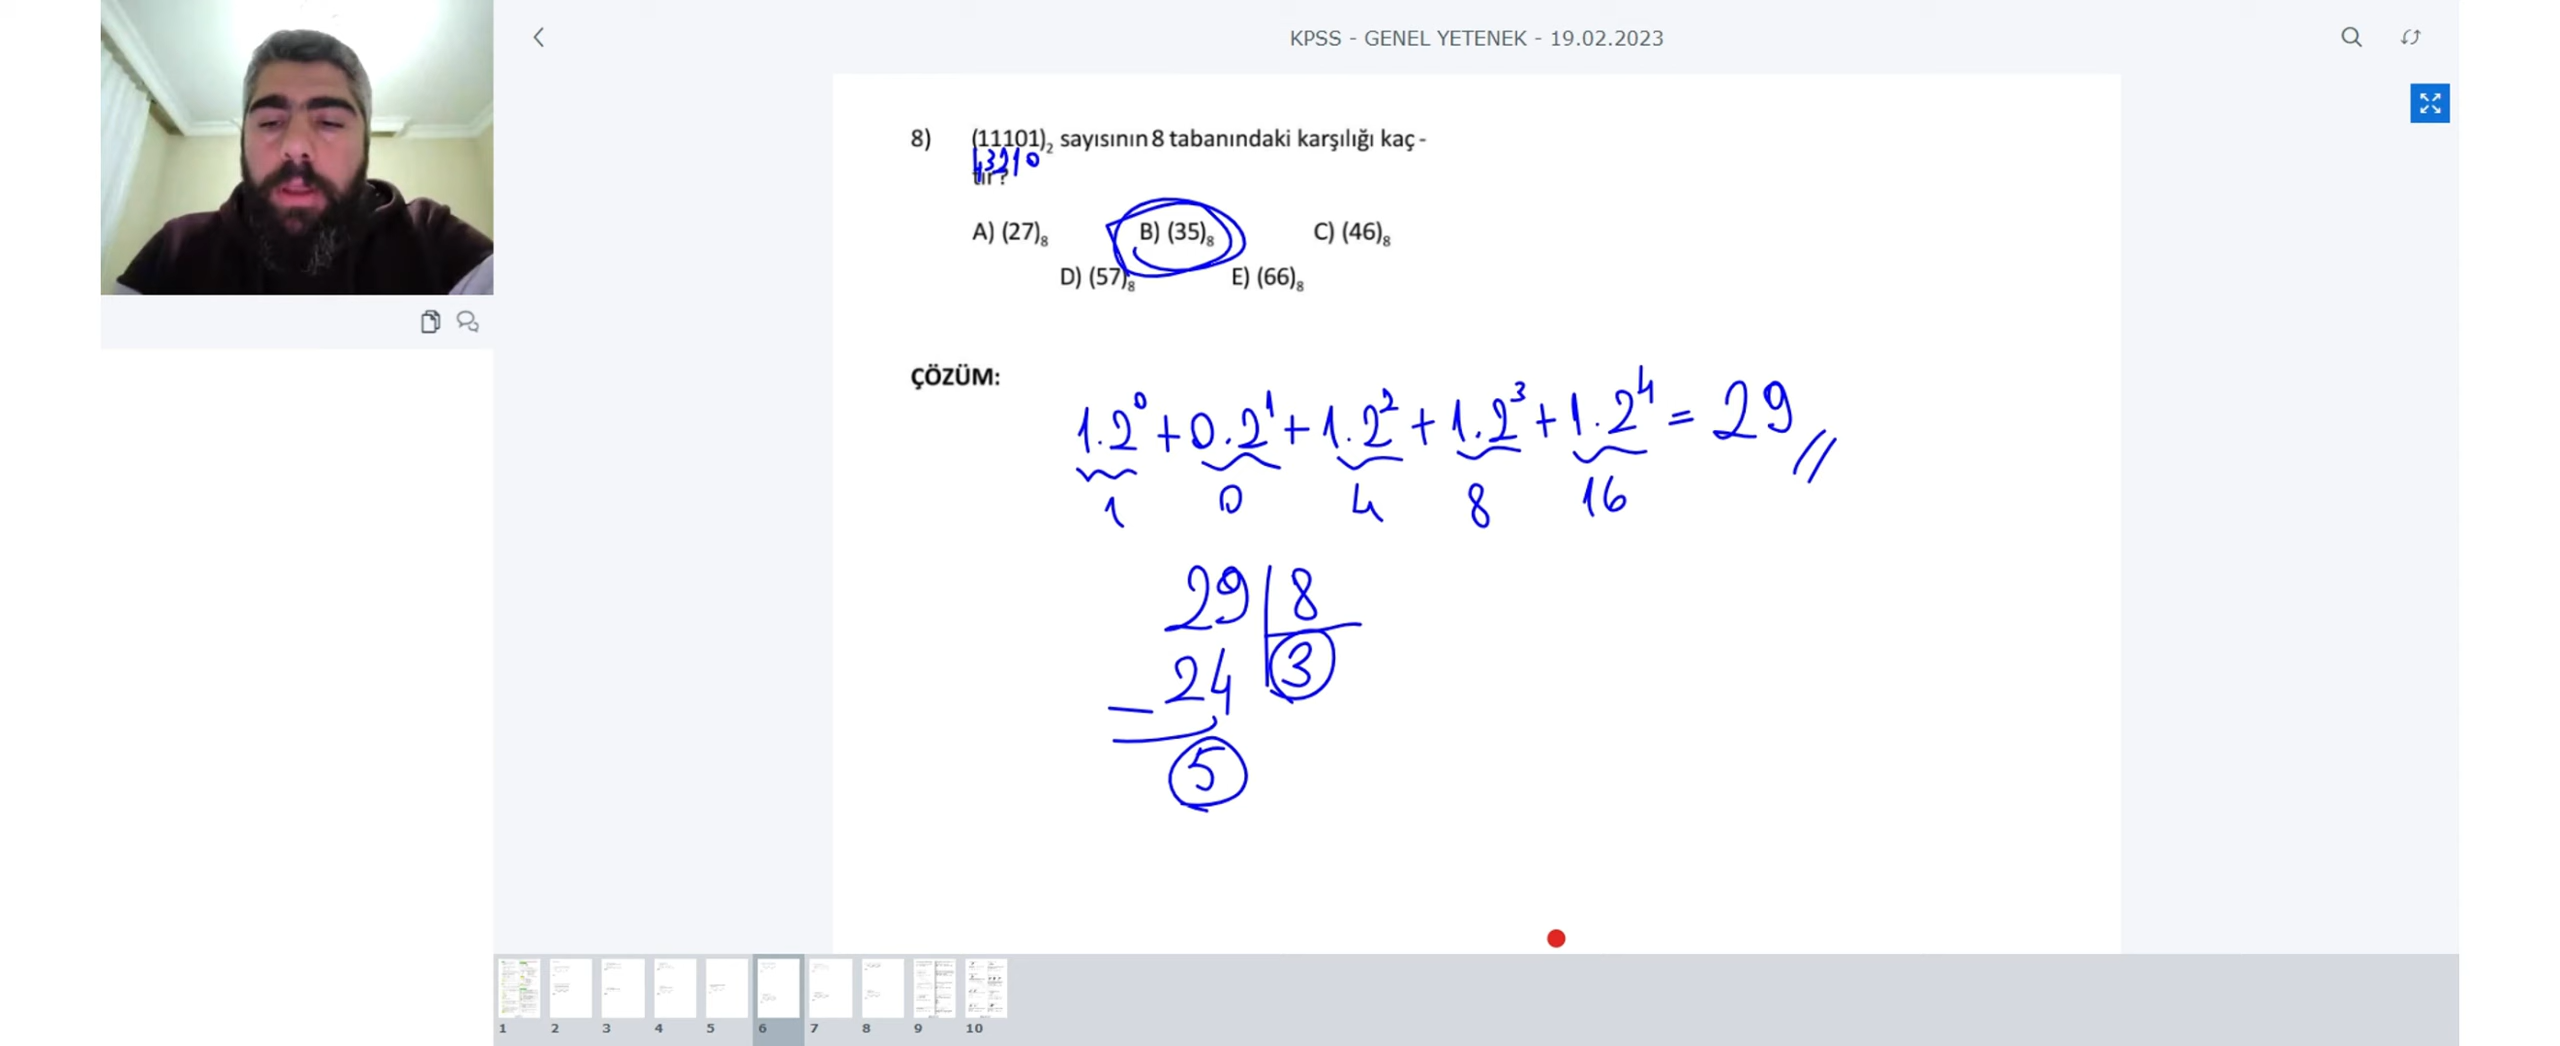 KPSS - GENEL YETENEK - 19.02.2023
8) (11101)₂ sayısının 8 tabanındaki karşılığı kaç -
43210
tır?
A) (27)₈ B) (35)₈ C) (46)₈
D) (57)₈ E) (66)₈
ÇÖZÜM:
1.2⁰ + 0.2¹ + 1.2² + 1.2³ + 1.2⁴ = 29 //
1 0 4 8 16
29 | 8
24 3
5
1 2 3 4 5 6 7 8 9 10